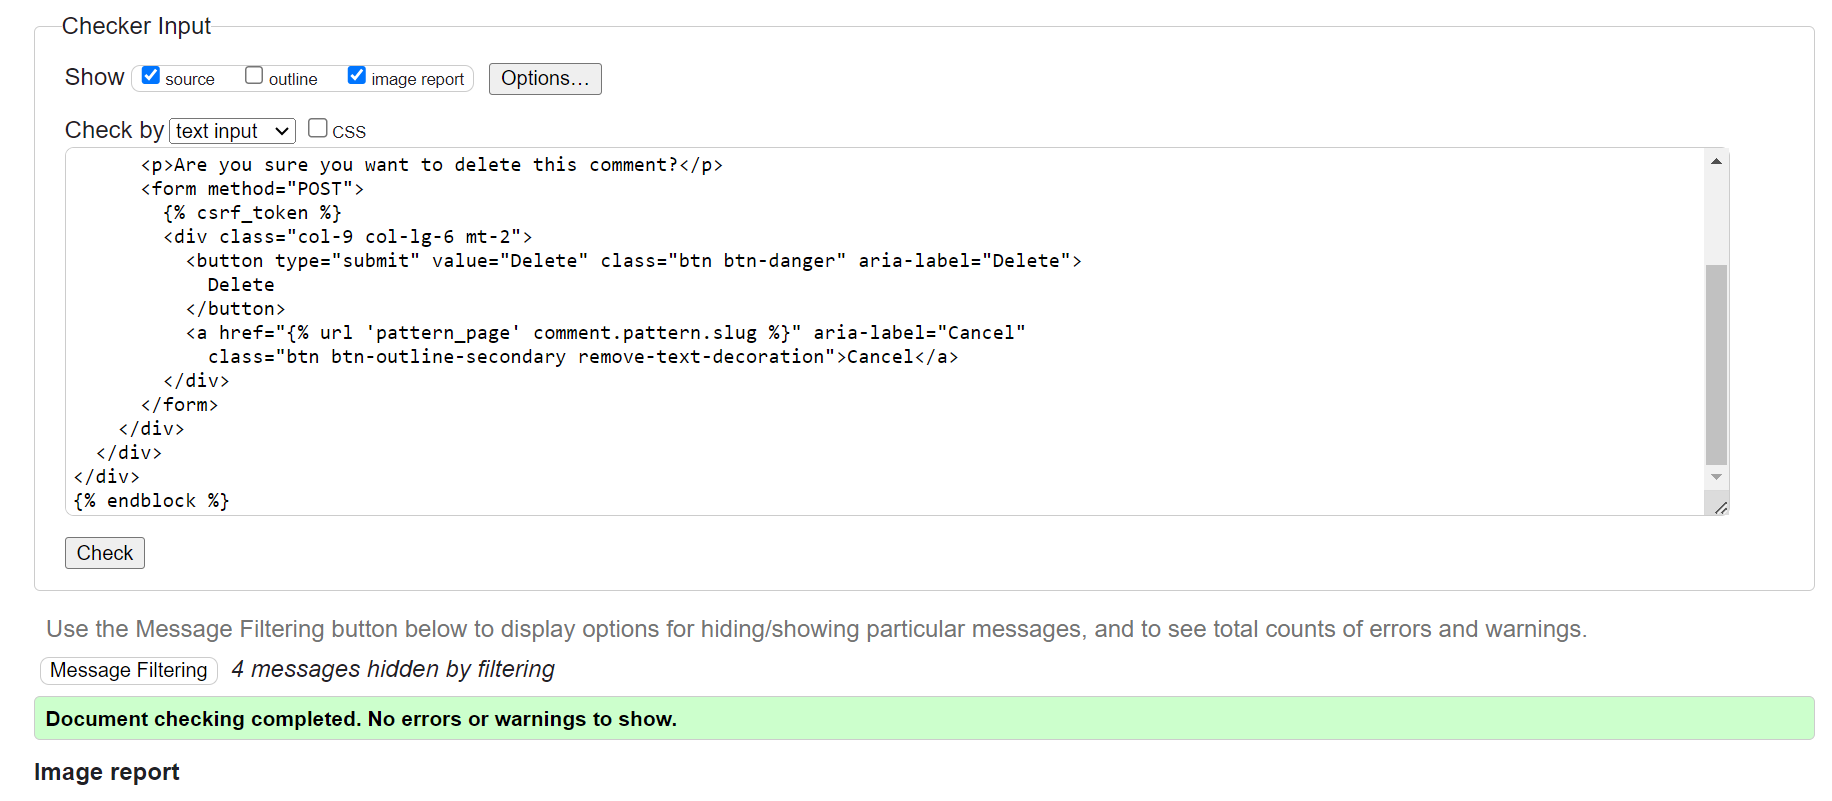 Checker Input
Show source outline image report Options...
Check by text input CSS
<p>Are you sure you want to delete this comment?</p>
<form method="POST">
{% csrf_token %}
<div class="col-9 col-lg-6 mt-2">
<button type="submit" value="Delete" class="btn btn-danger" aria-label="Delete">
Delete
</button>
<a href="{% url 'pattern_page' comment.pattern.slug %}" aria-label="Cancel"
class="btn btn-outline-secondary remove-text-decoration">Cancel</a>
</div>
</form>
</div>
</div>
</div>
{% endblock %}
Check
Use the Message Filtering button below to display options for hiding/showing particular messages, and to see total counts of errors and warnings.
Message Filtering 4 messages hidden by filtering
Document checking completed. No errors or warnings to show.
Image report